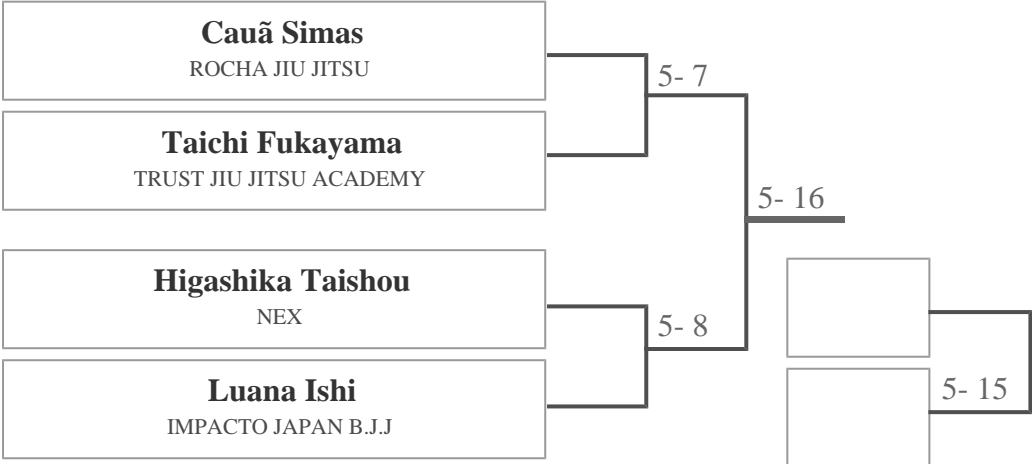 Cauã Simas
ROCHA JIU JITSU
5- 7
Taichi Fukayama
TRUST JIU JITSU ACADEMY
5- 16
Higashika Taishou
NEX
5- 8
Luana Ishi
IMPACTO JAPAN B.J.J
5- 15